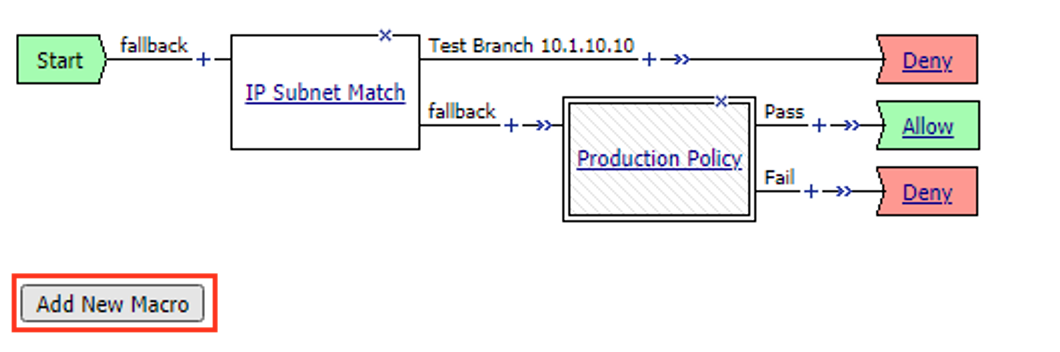 Start
fallback
IP Subnet Match
Test Branch 10.1.10.10
Deny
fallback
Production Policy
Pass
Allow
Fail
Deny
Add New Macro